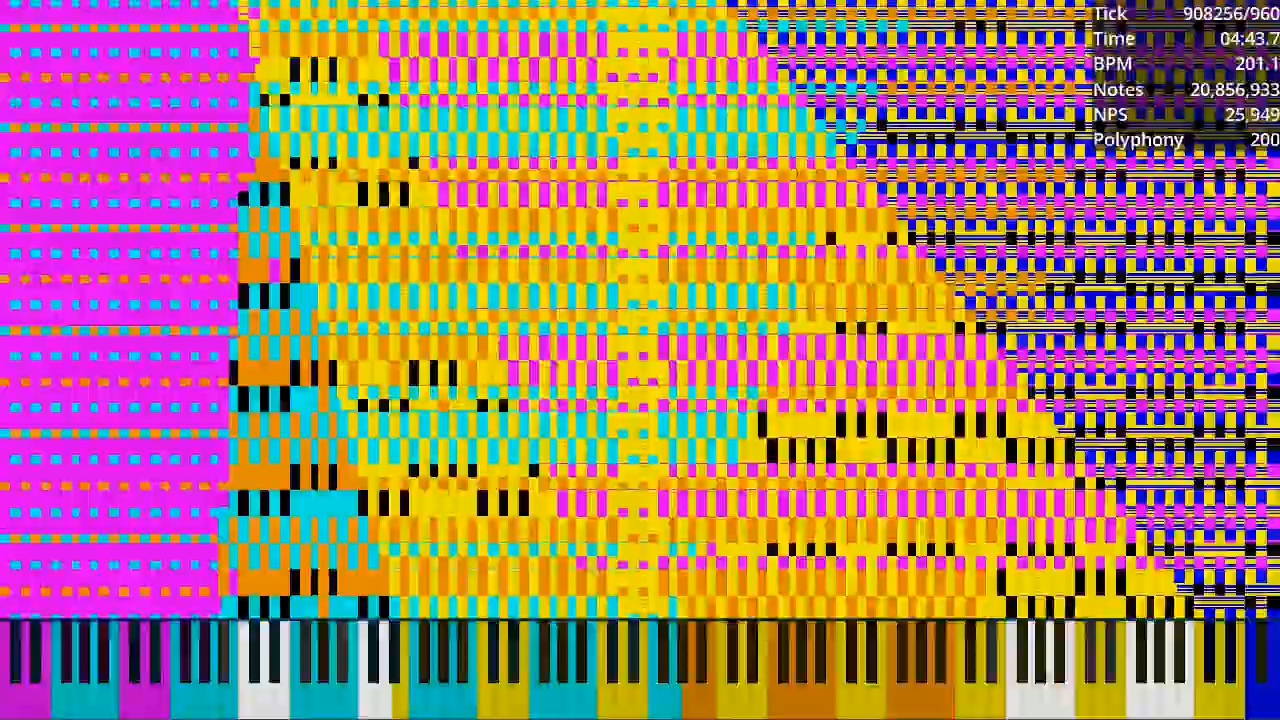 Tick 908256/960
Time 04:43.7
BPM 201.1
Notes 20,856,933
NPS 25,949
Polyphony 200